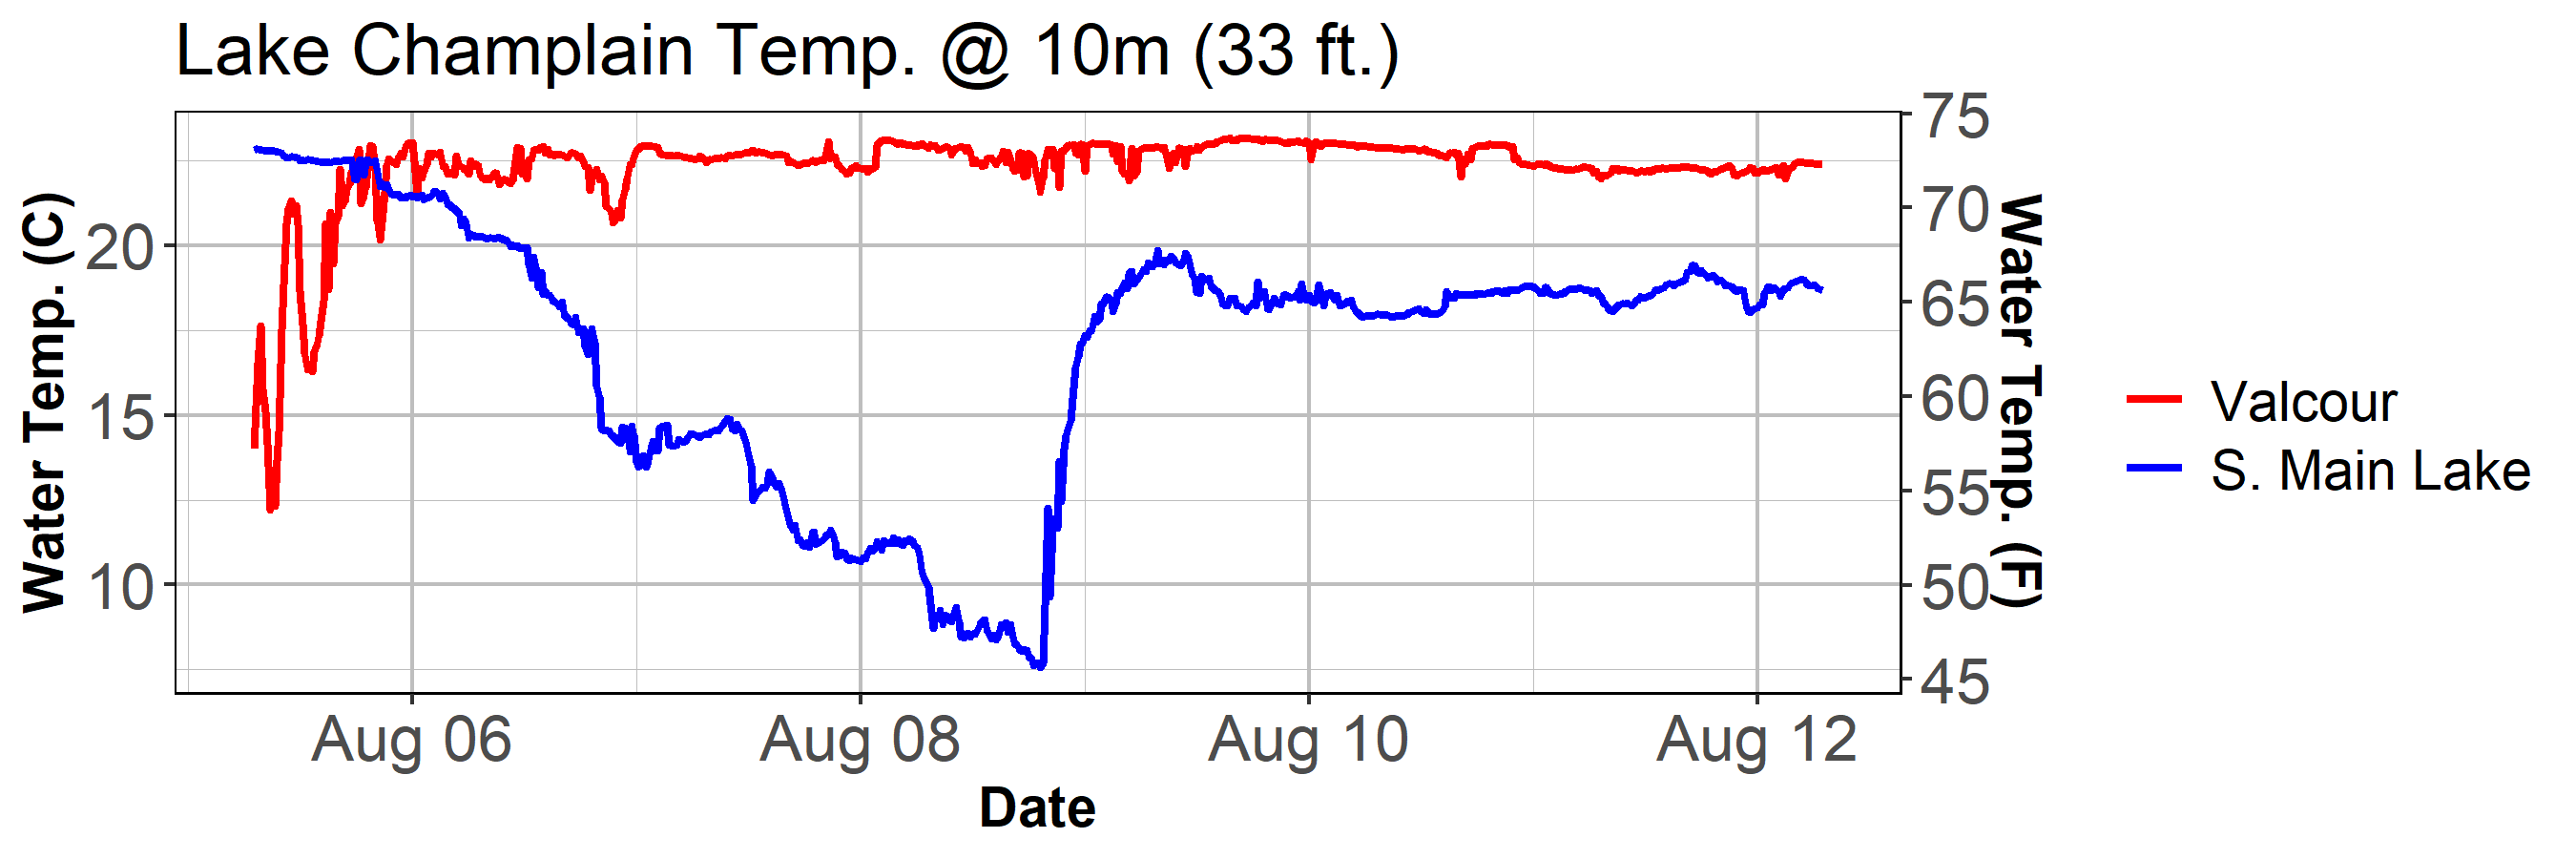 Lake Champlain Temp. @ 10m (33 ft.)
Water Temp. (C)
20
15
10
75
70
65
60
55
50
45
Water Temp. (F)
Aug 06
Aug 08
Aug 10
Aug 12
Date
Valcour
S. Main Lake